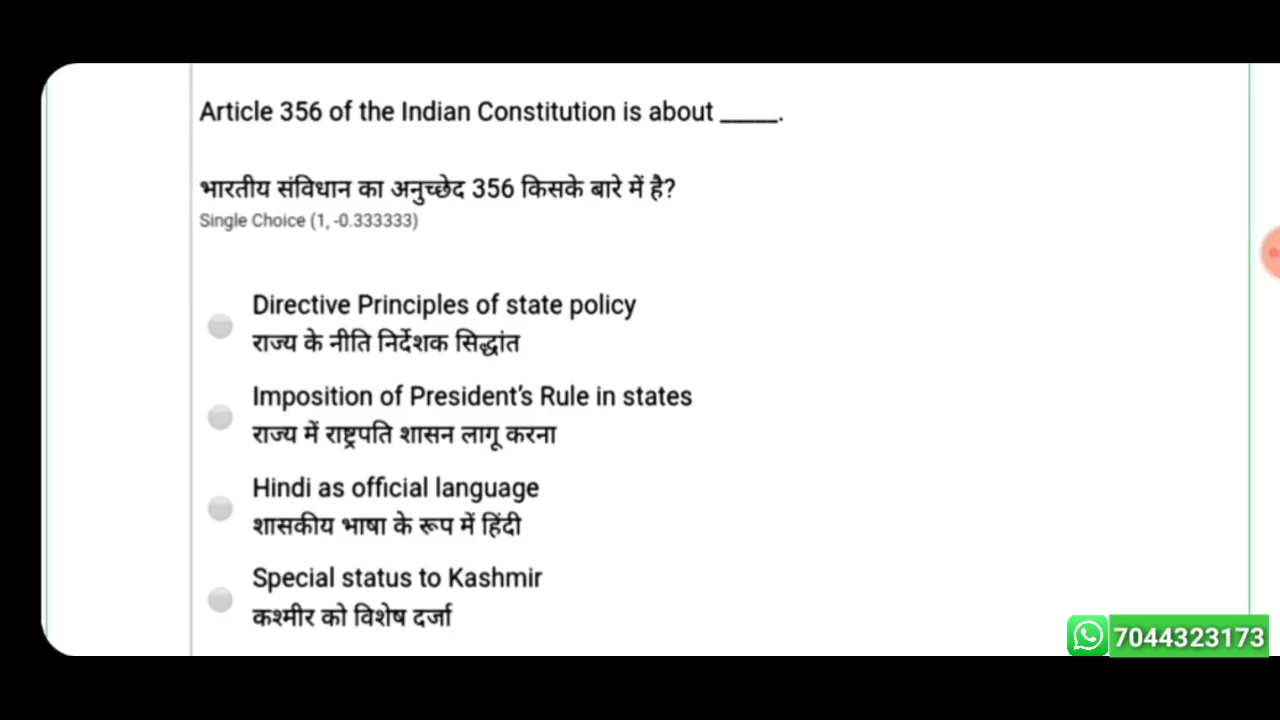 Article 356 of the Indian Constitution is about _____.
भारतीय संविधान का अनुच्छेद 356 किसके बारे में है?
Single Choice (1, -0.333333)
Directive Principles of state policy
राज्य के नीति निर्देशक सिद्धांत
Imposition of President's Rule in states
राज्य में राष्ट्रपति शासन लागू करना
Hindi as official language
शासकीय भाषा के रूप में हिंदी
Special status to Kashmir
कश्मीर को विशेष दर्जा
7044323173